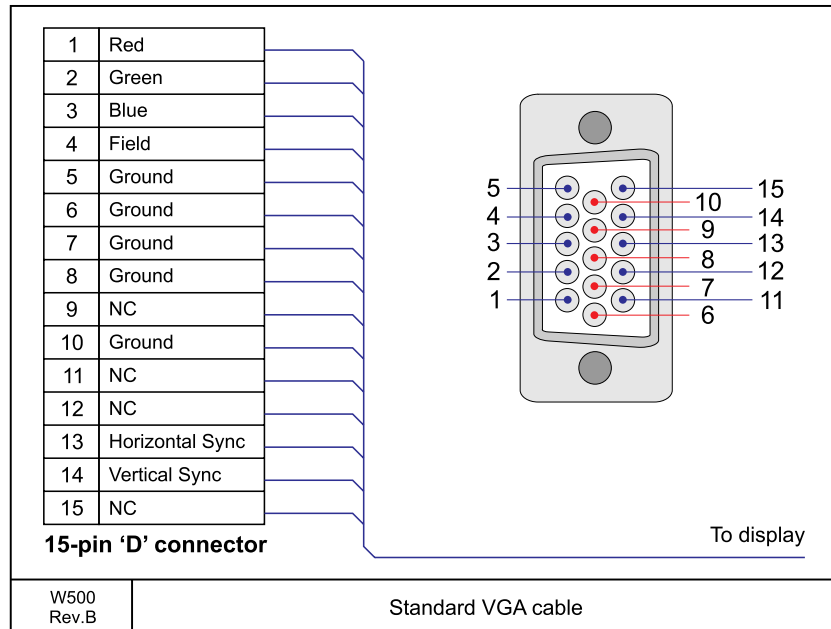 1 Red
2 Green
3 Blue
4 Field
5 Ground
6 Ground
7 Ground
8 Ground
9 NC
10 Ground
11 NC
12 NC
13 Horizontal Sync
14 Vertical Sync
15 NC
15-pin ‘D’ connector
5 15
10
4 14
9
3 13
8
2 12
7
1 11
6
To display
W500
Rev.B
Standard VGA cable